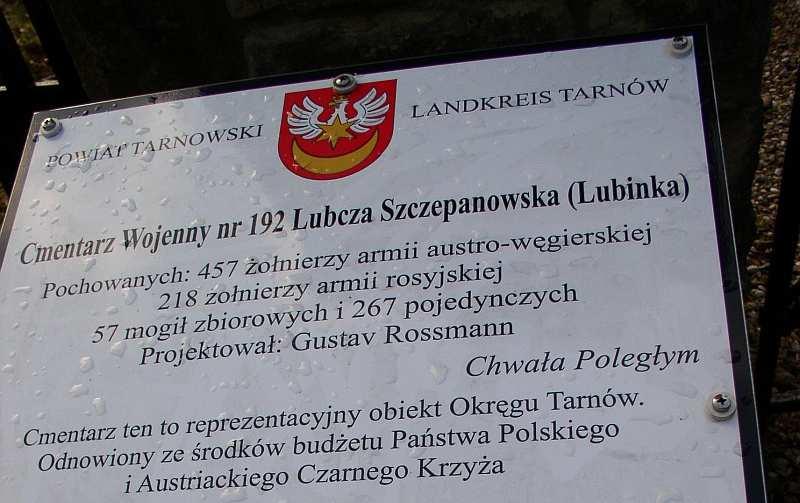 POWIAT TARNOWSKI LANDKREIS TARNÓW
Cmentarz Wojenny nr 192 Lubcza Szczepanowska (Lubinka)
Pochowanych: 457 żołnierzy armii austro-węgierskiej
218 żołnierzy armii rosyjskiej
57 mogił zbiorowych i 267 pojedynczych
Projektował: Gustav Rossmann
Chwała Poległym
Cmentarz ten to reprezentacyjny obiekt Okręgu Tarnów.
Odnowiony ze środków budżetu Państwa Polskiego
i Austriackiego Czarnego Krzyża